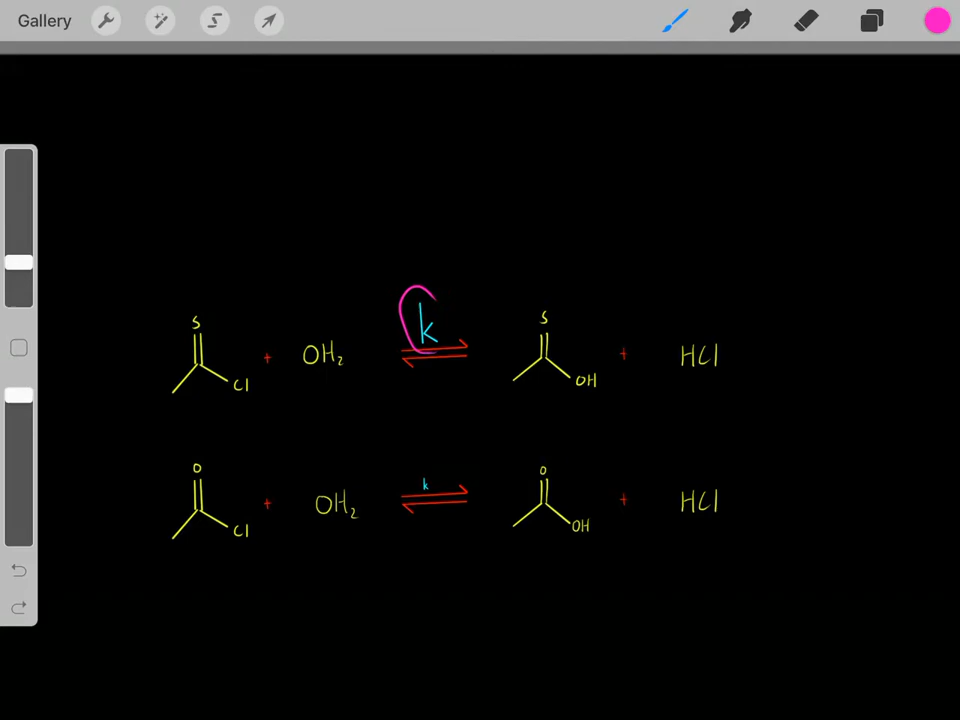 Gallery
k
S S
+ OH₂ + HCl
Cl OH
k
O O
+ OH₂ + HCl
Cl OH